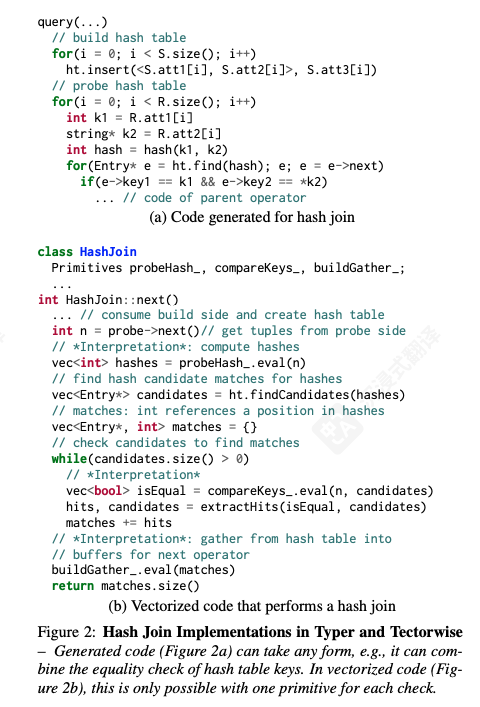 query(...)
// build hash table
for(i = 0; i < S.size(); i++)
ht.insert(<S.att1[i], S.att2[i]>, S.att3[i])
// probe hash table
for(i = 0; i < R.size(); i++)
int k1 = R.att1[i]
string* k2 = R.att2[i]
int hash = hash(k1, k2)
for(Entry* e = ht.find(hash); e; e = e->next)
if(e->key1 == k1 && e->key2 == *k2)
... // code of parent operator
(a) Code generated for hash join
class HashJoin
Primitives probeHash_, compareKeys_, buildGather_;
...
int HashJoin::next()
... // consume build side and create hash table
int n = probe->next()// get tuples from probe side
// *Interpretation*: compute hashes
vec<int> hashes = probeHash_.eval(n)
// find hash candidate matches for hashes
vec<Entry*> candidates = ht.findCandidates(hashes)
// matches: int references a position in hashes
vec<Entry*, int> matches = {}
// check candidates to find matches
while(candidates.size() > 0)
// *Interpretation*
vec<bool> isEqual = compareKeys_.eval(n, candidates)
hits, candidates = extractHits(isEqual, candidates)
matches += hits
// *Interpretation*: gather from hash table into
// buffers for next operator
buildGather_.eval(matches)
return matches.size()
(b) Vectorized code that performs a hash join
Figure 2: Hash Join Implementations in Typer and Tectorwise
– Generated code (Figure 2a) can take any form, e.g., it can com-
bine the equality check of hash table keys. In vectorized code (Fig-
ure 2b), this is only possible with one primitive for each check.